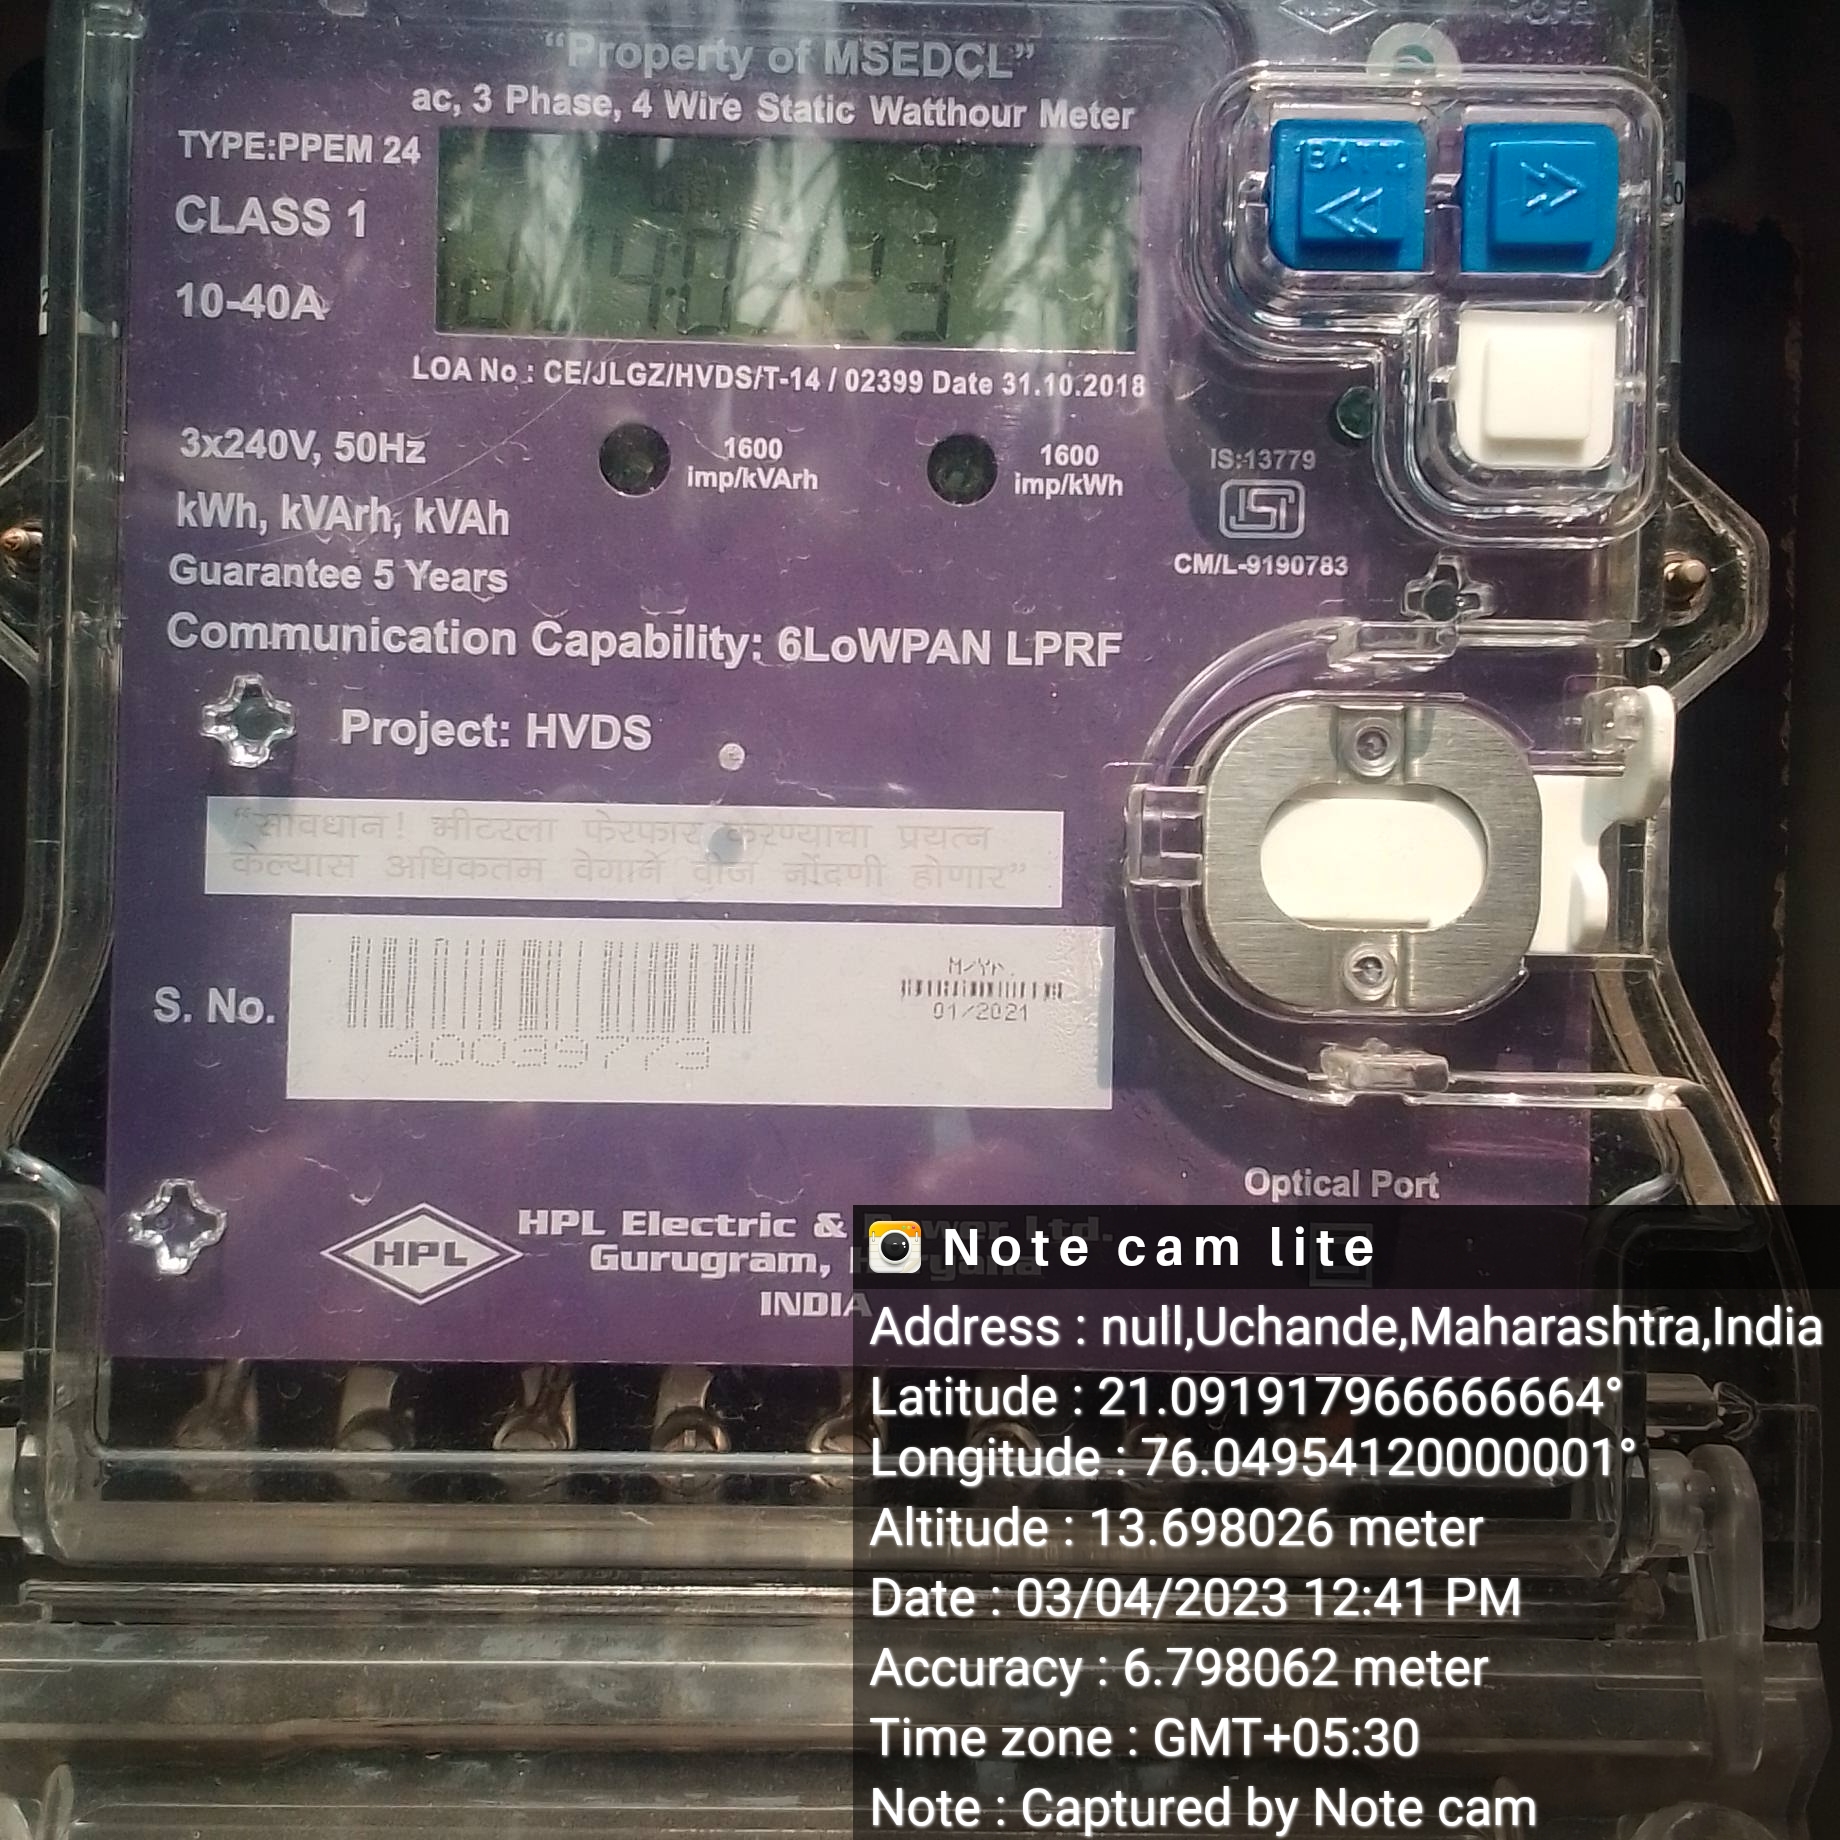 “Property of MSEDCL”
ac, 3 Phase, 4 Wire Static Watthour Meter
TYPE:PPEM 24
CLASS 1
10-40A
BATT.
LOA No : CE/JLGZ/HVDS/T-14 / 02399 Date 31.10.2018
3x240V, 50Hz
1600
imp/kVArh
1600
imp/kWh
IS:13779
ISI
CM/L-9190783
kWh, kVArh, kVAh
Guarantee 5 Years
Communication Capability: 6LoWPAN LPRF
Project: HVDS
“सावधान! मीटरला फेरफार करण्याचा प्रयत्न
केल्यास अधिकतम वेगाने वीज नोंदणी होणार”
S. No.
40039773
M/Yr.
01/2021
Optical Port
HPL
HPL Electric & Power Ltd.
Gurugram, Haryana
INDIA
Note cam lite
Address : null,Uchande,Maharashtra,India
Latitude : 21.091917966666664°
Longitude : 76.04954120000001°
Altitude : 13.698026 meter
Date : 03/04/2023 12:41 PM
Accuracy : 6.798062 meter
Time zone : GMT+05:30
Note : Captured by Note cam